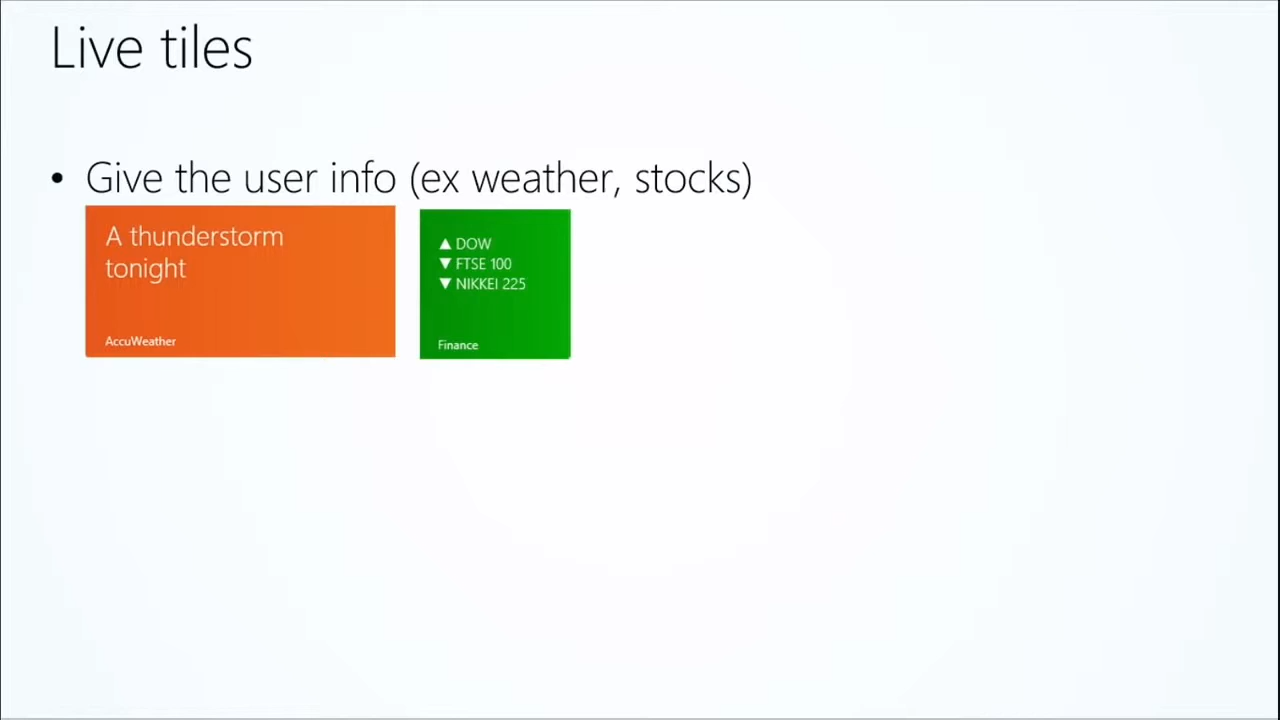 Live tiles
• Give the user info (ex weather, stocks)
A thunderstorm
tonight
AccuWeather
▲ DOW
▼ FTSE 100
▼ NIKKEI 225
Finance